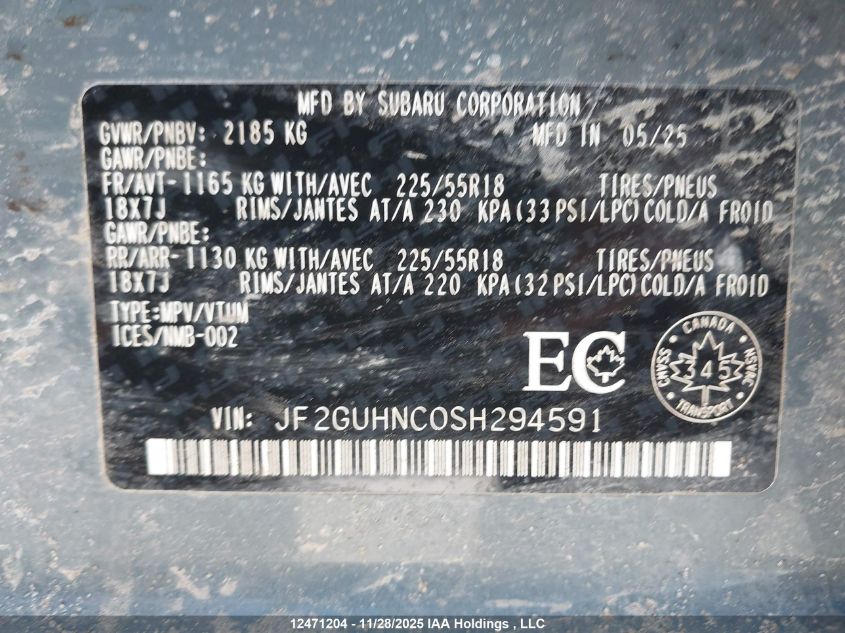 MFD BY SUBARU CORPORATION
GVWR/PNBV: 2185 KG MFD IN 05/25
GAWR/PNBE:
FR/AVT-1165 KG WITH/AVEC 225/55R18 TIRES/PNEUS
18X7J RIMS/JANTES AT/A 230 KPA(33 PSI/LPC)COLD/A FROID
GAWR/PNBE:
RR/ARR-1130 KG WITH/AVEC 225/55R18 TIRES/PNEUS
18X7J RIMS/JANTES AT/A 220 KPA(32 PSI/LPC)COLD/A FROID
TYPE:MPV/VTUM
ICES/NMB-002
EC
CANADA
CMVSS NSVAC
345
TRANSPORT
VIN: JF2GUHNC0SH294591
12471204 - 11/28/2025 IAA Holdings , LLC